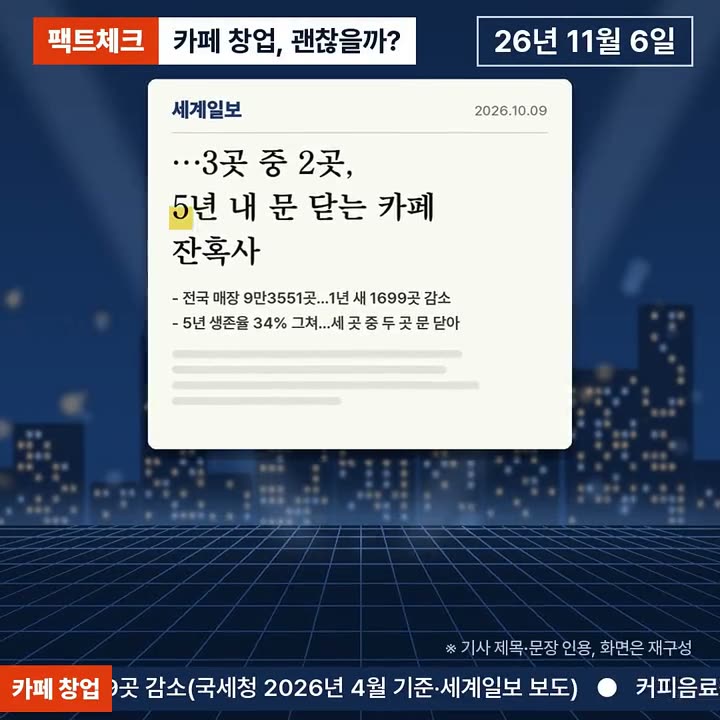 팩트체크 카페 창업, 괜찮을까? 26년 11월 6일
세계일보 2026.10.09
…3곳 중 2곳,
5년 내 문 닫는 카페
잔혹사
- 전국 매장 9만3551곳…1년 새 1699곳 감소
- 5년 생존율 34% 그쳐…세 곳 중 두 곳 문 닫아
※ 기사 제목·문장 인용, 화면은 재구성
카페 창업 9곳 감소(국세청 2026년 4월 기준·세계일보 보도) ● 커피음료